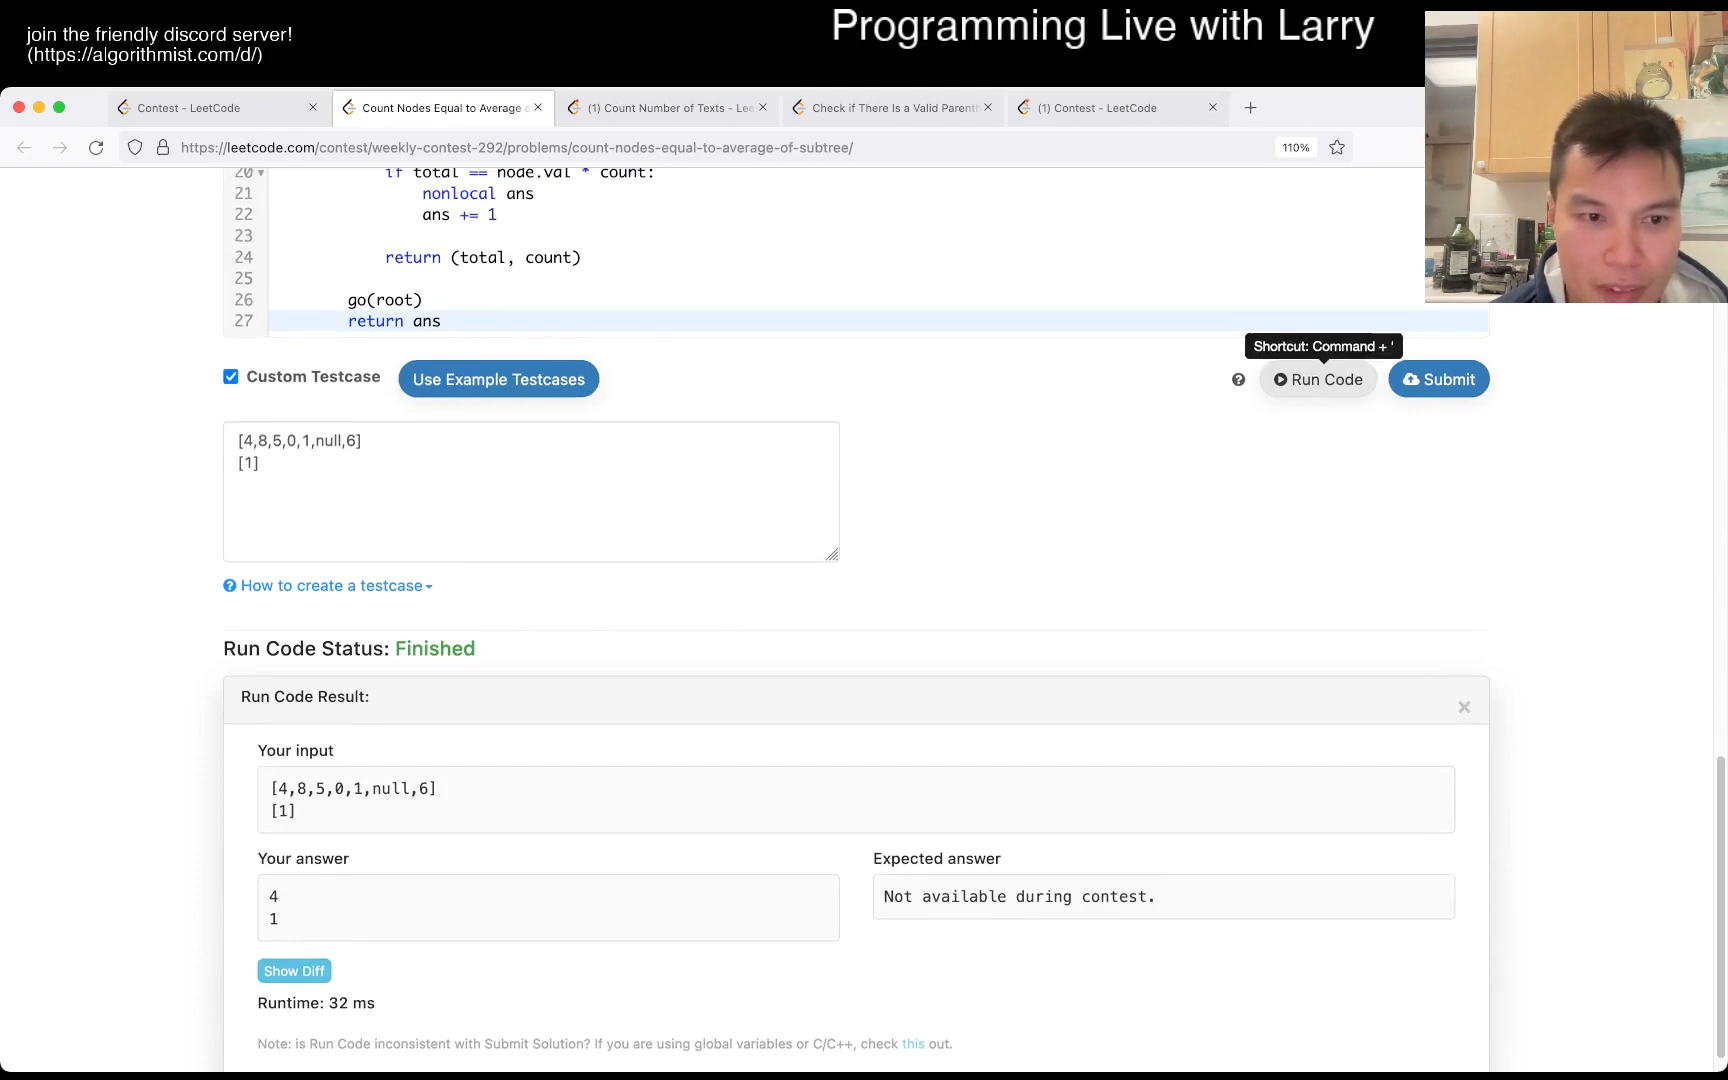 join the friendly discord server!
(https://algorithmist.com/d/)
Programming Live with Larry
Contest - LeetCode
Count Nodes Equal to Average o
(1) Count Number of Texts - Lee
Check if There Is a Valid Parenth
(1) Contest - LeetCode
https://leetcode.com/contest/weekly-contest-292/problems/count-nodes-equal-to-average-of-subtree/
110%
20 if total == node.val * count:
21 nonlocal ans
22 ans += 1
23
24 return (total, count)
25
26 go(root)
27 return ans
Shortcut: Command + '
Custom Testcase
Use Example Testcases
Run Code
Submit
[4,8,5,0,1,null,6]
[1]
How to create a testcase
Run Code Status: Finished
Run Code Result:
Your input
[4,8,5,0,1,null,6]
[1]
Your answer
Expected answer
4
1
Not available during contest.
Show Diff
Runtime: 32 ms
Note: is Run Code inconsistent with Submit Solution? If you are using global variables or C/C++, check this out.